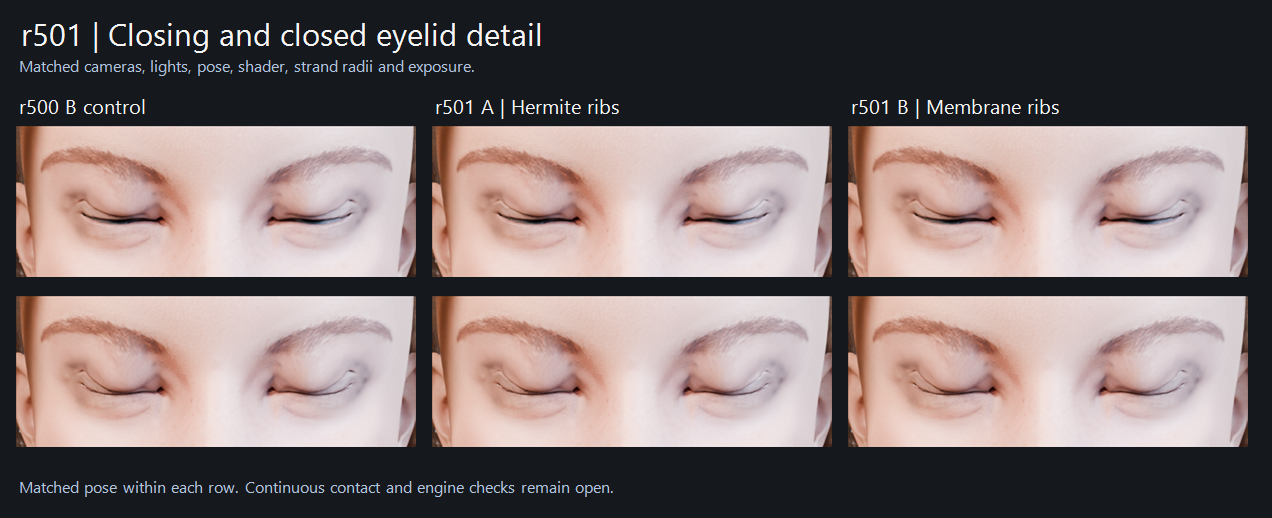 r501 | Closing and closed eyelid detail
Matched cameras, lights, pose, shader, strand radii and exposure.
r500 B control
r501 A | Hermite ribs
r501 B | Membrane ribs
Matched pose within each row. Continuous contact and engine checks remain open.